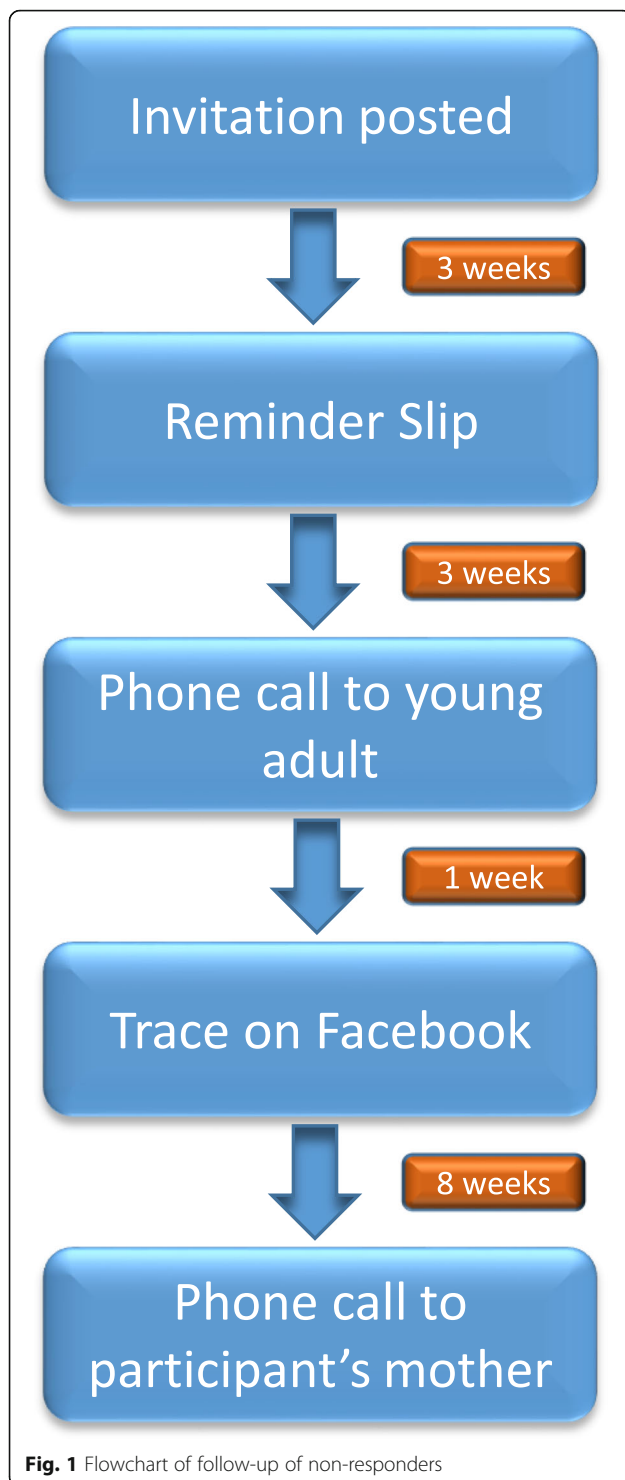 Invitation posted
3 weeks
Reminder Slip
3 weeks
Phone call to young
adult
1 week
Trace on Facebook
8 weeks
Phone call to
participant’s mother
Fig. 1 Flowchart of follow-up of non-responders